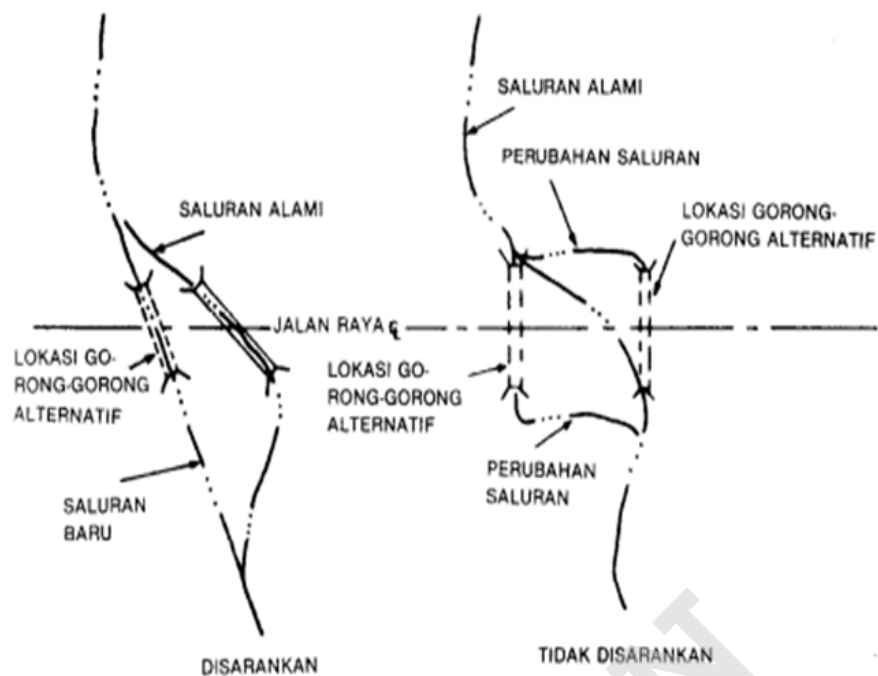 SALURAN ALAMI
PERUBAHAN SALURAN
SALURAN ALAMI
LOKASI GORONG-
GORONG ALTERNATIF
JALAN RAYA ℄
LOKASI GO-
RONG-GORONG
ALTERNATIF
LOKASI GO-
RONG-GORONG
ALTERNATIF
SALURAN
BARU
PERUBAHAN
SALURAN
DISARANKAN
TIDAK DISARANKAN
N